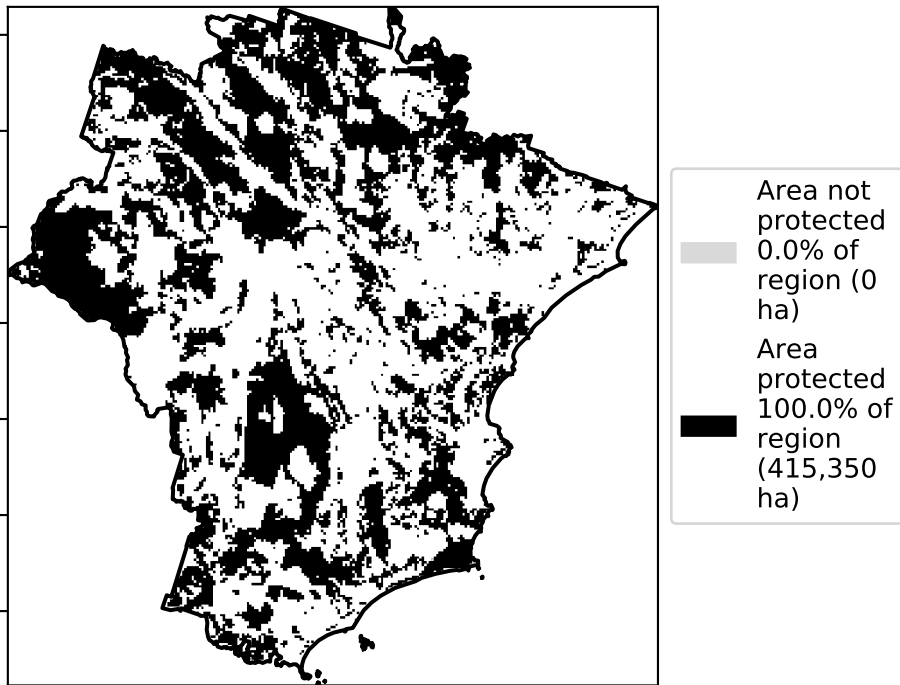 Area not
protected
0.0% of
region (0
ha)
Area
protected
100.0% of
region
(415,350
ha)